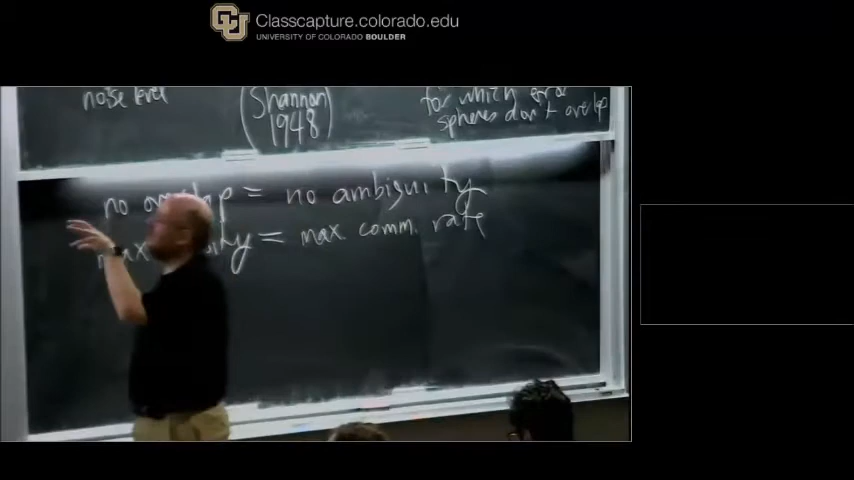 Classcapture.colorado.edu
UNIVERSITY OF COLORADO BOULDER
noise level
(Shannon
1948)
for which error
spheres don't overlap
no = no ambiguity
max = max comm. rate